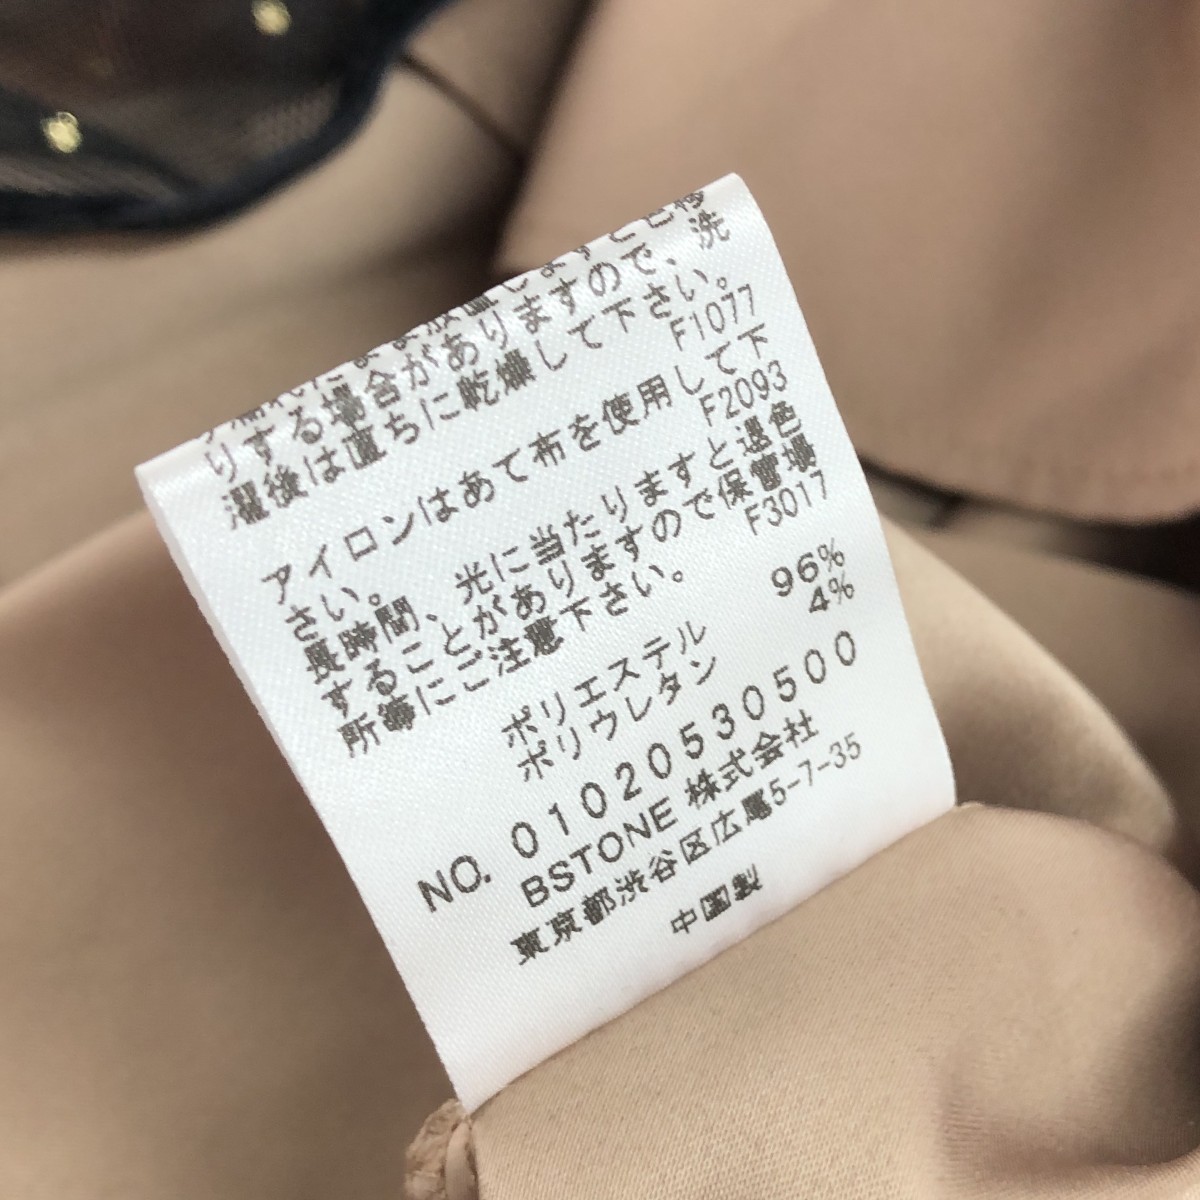 りする場合がありますので、洗
濯後は直ちに乾燥して下さい。
F1077
アイロンはあて布を使用して下
さい。
F2093
長時間、光に当たりますと退色
することがありますので保管場
所等にご注意下さい。
F3017
ポリエステル 96%
ポリウレタン 4%
NO. 01020530500
BSTONE 株式会社
東京都渋谷区広尾5-7-35
中国製